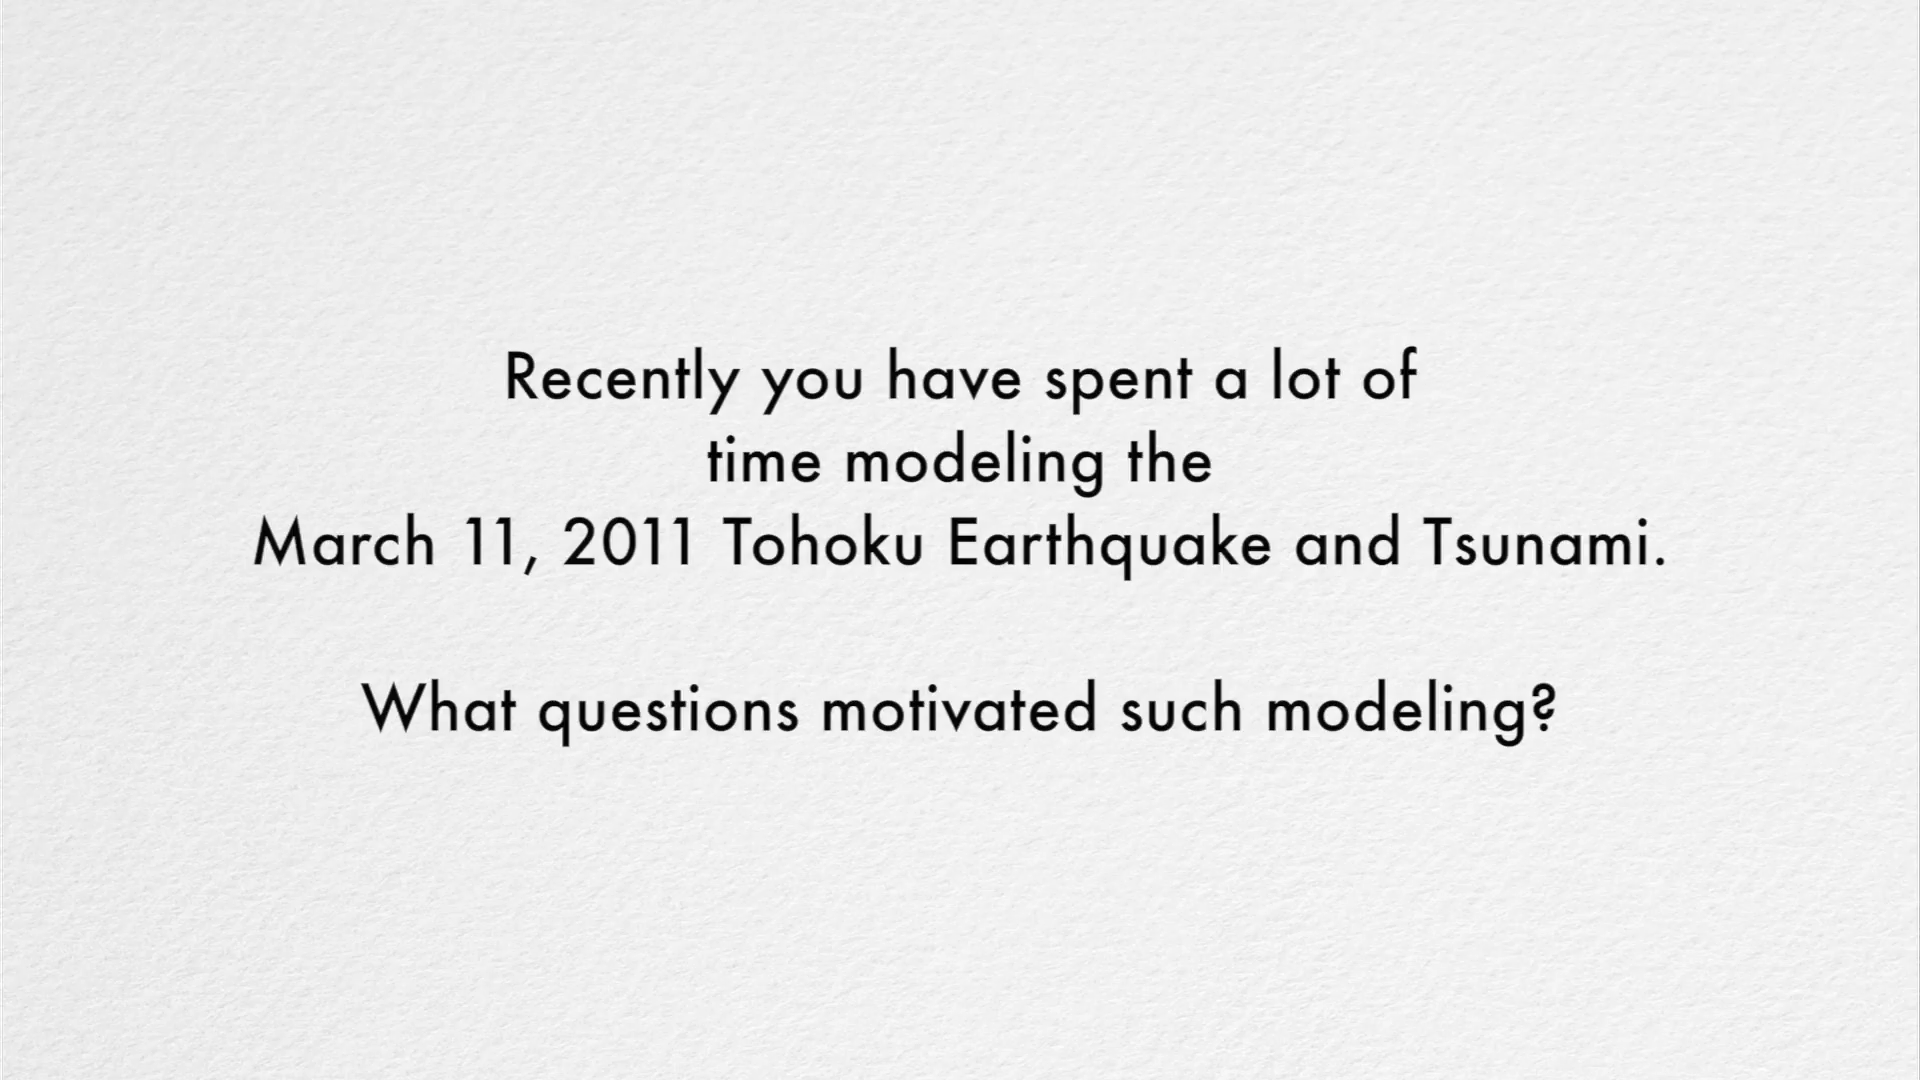 Recently you have spent a lot of
time modeling the
March 11, 2011 Tohoku Earthquake and Tsunami.
What questions motivated such modeling?